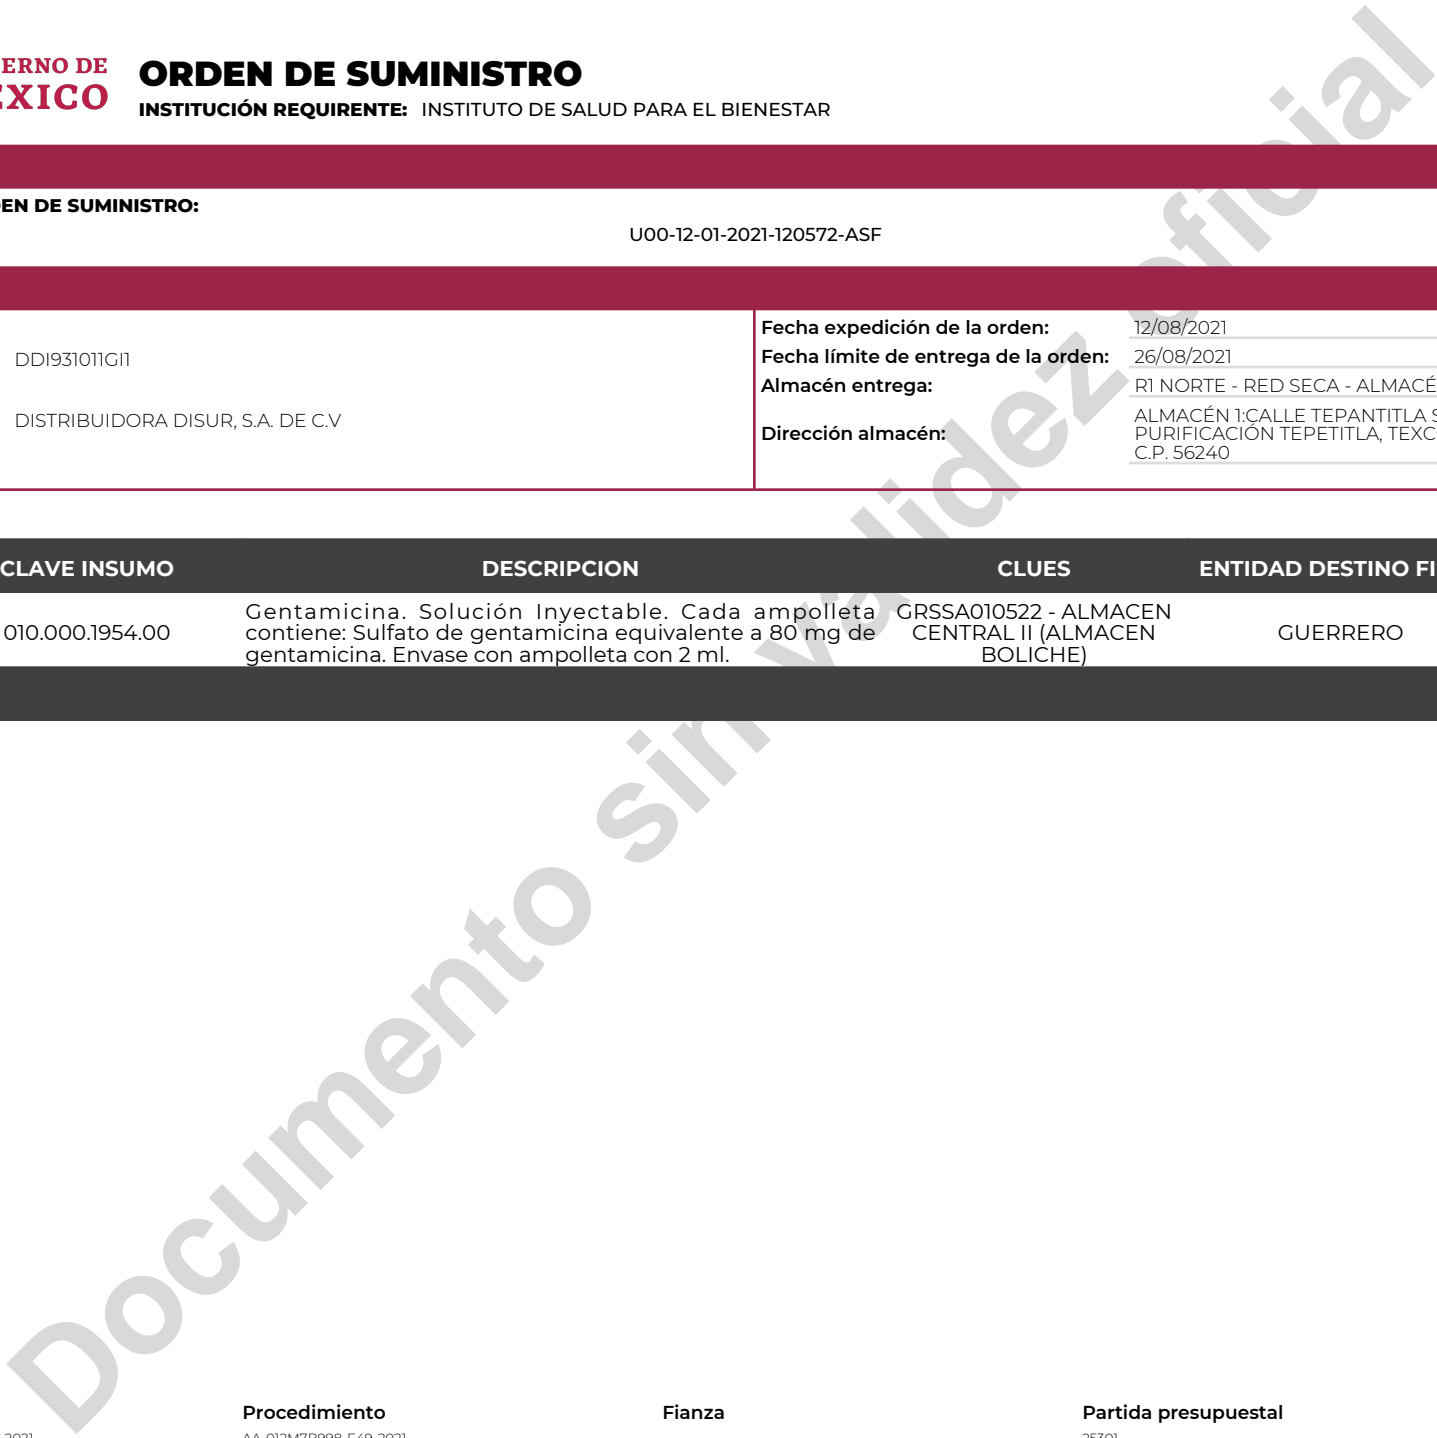 ERNO DE
ÉXICO
ORDEN DE SUMINISTRO
INSTITUCIÓN REQUIRENTE: INSTITUTO DE SALUD PARA EL BIENESTAR
EN DE SUMINISTRO:
U00-12-01-2021-120572-ASF
DDI931011GI1
DISTRIBUIDORA DISUR, S.A. DE C.V
Fecha expedición de la orden: 12/08/2021
Fecha límite de entrega de la orden: 26/08/2021
Almacén entrega: R1 NORTE - RED SECA - ALMACÉ
Dirección almacén: ALMACÉN 1:CALLE TEPANTITLA S
PURIFICACIÓN TEPETITLA, TEXC
C.P. 56240
CLAVE INSUMO DESCRIPCION CLUES ENTIDAD DESTINO FI
010.000.1954.00
Gentamicina. Solución Inyectable. Cada ampolleta
contiene: Sulfato de gentamicina equivalente a 80 mg de
gentamicina. Envase con ampolleta con 2 ml.
GRSSA010522 - ALMACEN
CENTRAL II (ALMACEN
BOLICHE)
GUERRERO
Documento sin validez oficial
Procedimiento Fianza Partida presupuestal